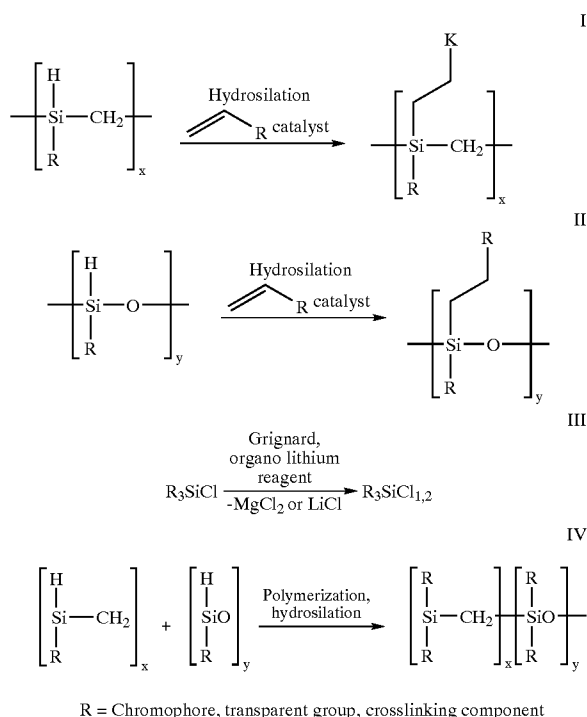 I
H
K
Hydrosilation
Si
CH2
R
catalyst
Si
CH2
R
x
R
x
II
R
H
Hydrosilation
Si
O
R
catalyst
Si
O
R
y
R
y
III
Grignard,
organo lithium
reagent
R3SiCl
R3SiCl1,2
-MgCl2 or LiCl
IV
H
H
R
R
Polymerization,
Si
CH2
+
SiO
hydrosilation
Si
CH2
SiO
R
x
R
y
R
x
R
y
R = Chromophore, transparent group, crosslinking component